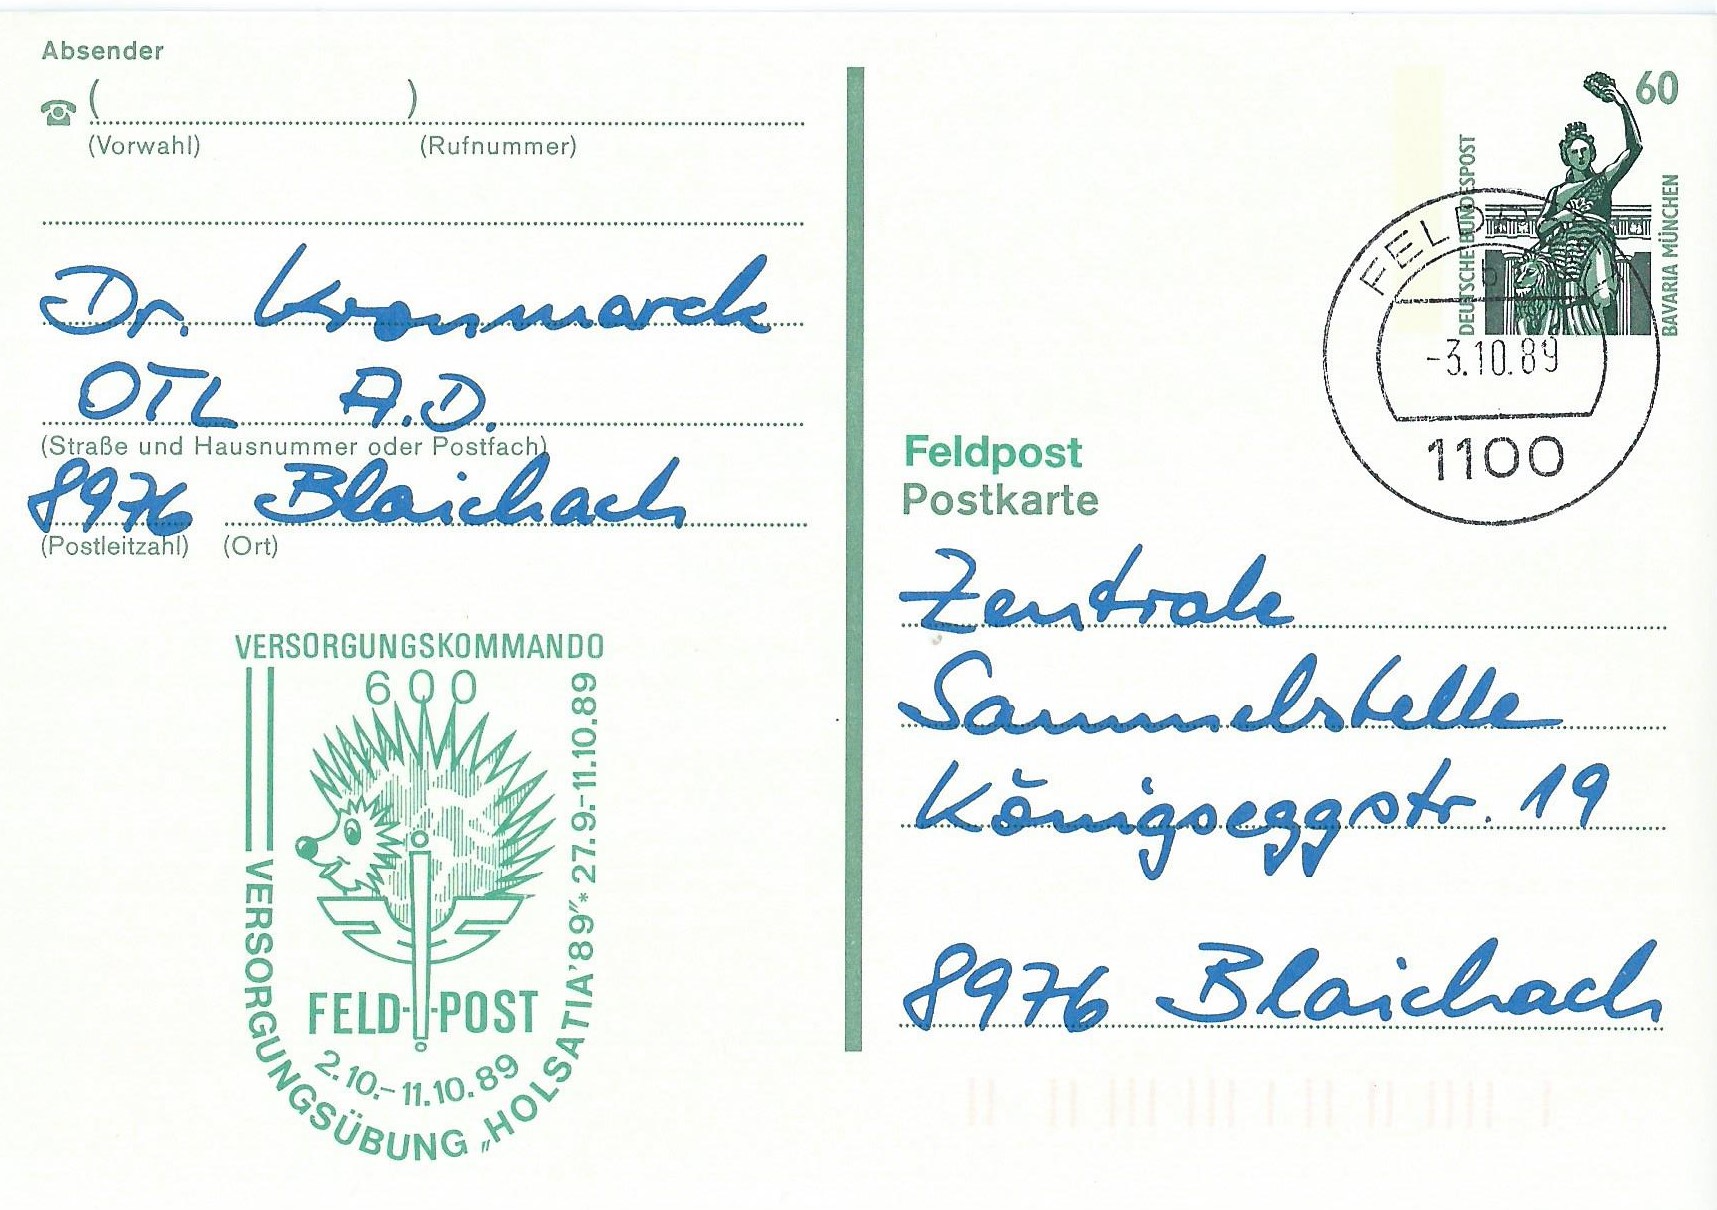 Absender
( )
(Vorwahl) (Rufnummer)
Dr. Kronmarck
OTL A.D.
(Straße und Hausnummer oder Postfach)
8976 Blaichach
(Postleitzahl) (Ort)
VERSORGUNGSKOMMANDO
600
VERSORGUNGSÜBUNG „HOLSATIA'89"* 27.9.-11.10.89
FELD-POST
2.10.-11.10.89
60
DEUTSCHE BUNDESPOST
BAVARIA MÜNCHEN
FELDP
b
-3.10.89
1100
Feldpost
Postkarte
Zentrale
Sammelstelle
Königseggstr. 19
8976 Blaichach